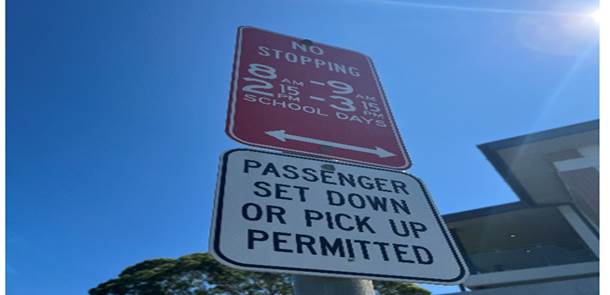 NO
STOPPING
8 AM - 9 AM
2 15 PM - 3 15 PM
SCHOOL DAYS
PASSENGER
SET DOWN
OR PICK UP
PERMITTED